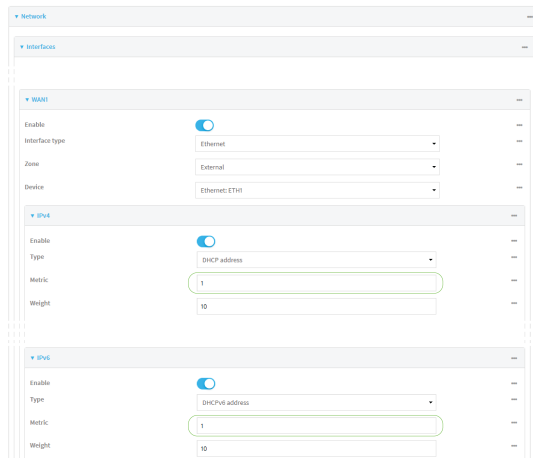 Network
Interfaces
WAN1
Enable
Interface type Ethernet
Zone External
Device Ethernet: ETH1
IPv4
Enable
Type DHCP address
Metric 1
Weight 10
IPv6
Enable
Type DHCPv6 address
Metric 1
Weight 10